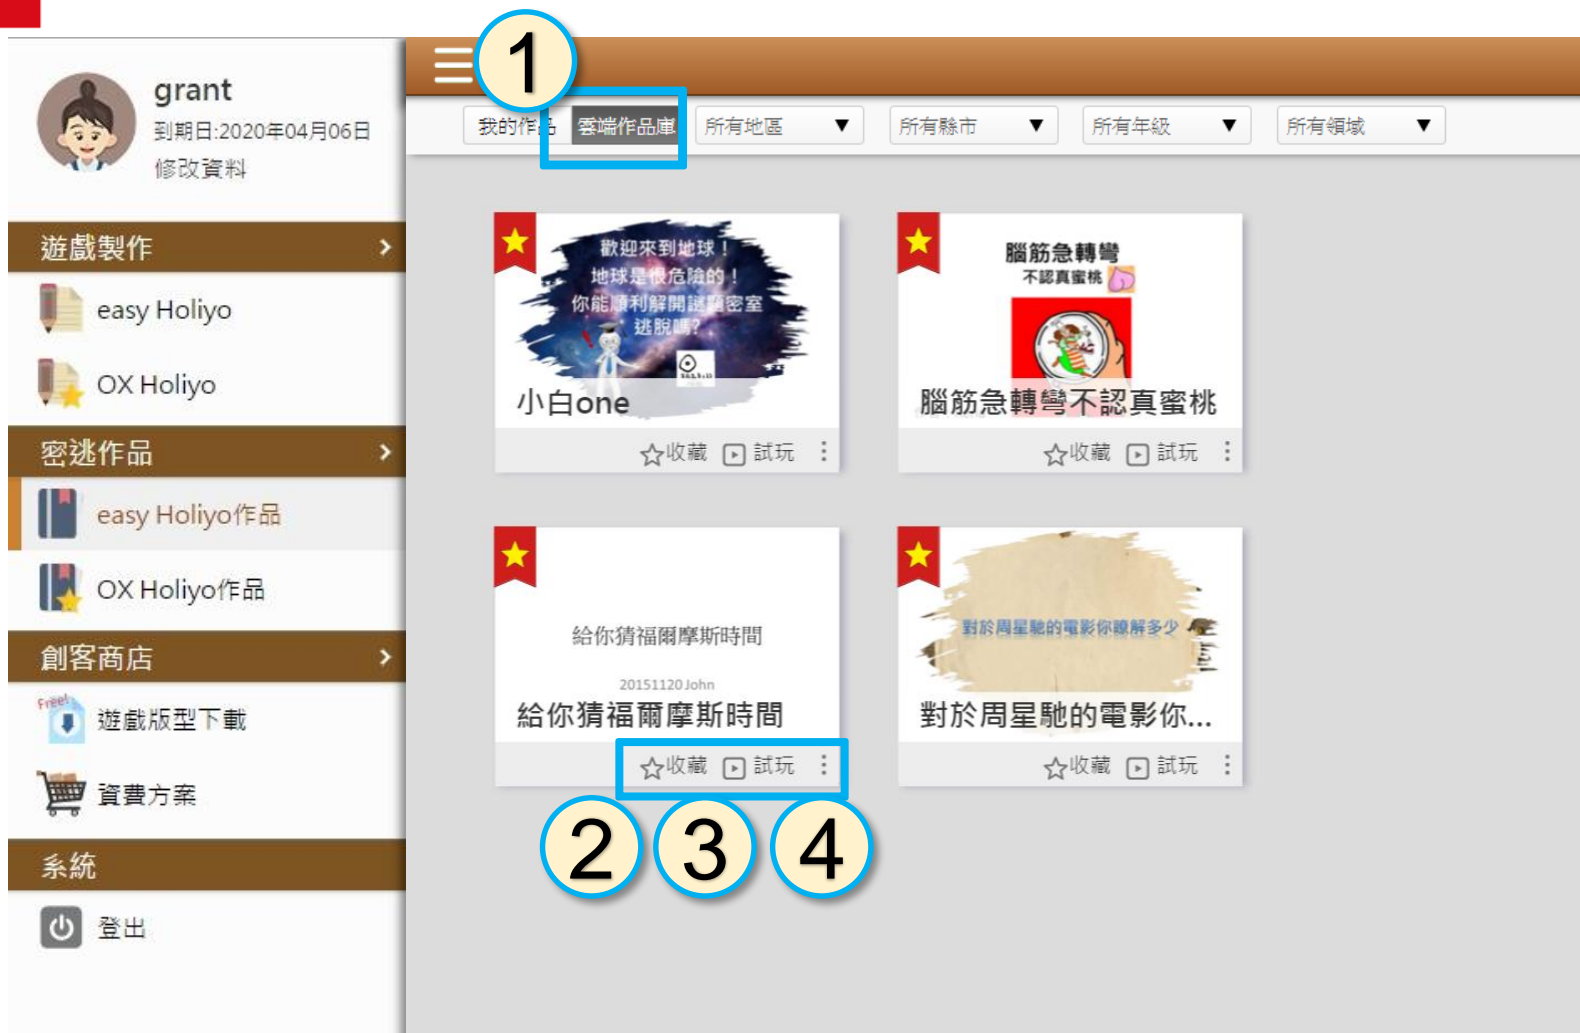 grant
到期日:2020年04月06日
修改資料
遊戲製作
easy Holiyo
OX Holiyo
密逃作品
easy Holiyo作品
OX Holiyo作品
創客商店
Free!
遊戲版型下載
資費方案
系統
登出
1
我的作品 雲端作品庫 所有地區 ▼ 所有縣市 ▼ 所有年級 ▼ 所有領域 ▼
歡迎來到地球！
地球是很危險的！
你能順利解開謎題密室
逃脫嗎?
小白one
收藏 試玩
腦筋急轉彎
不認真蜜桃
腦筋急轉彎不認真蜜桃
收藏 試玩
給你猜福爾摩斯時間
20151120 John
給你猜福爾摩斯時間
收藏 試玩
對於周星馳的電影你瞭解多少
對於周星馳的電影你...
收藏 試玩
2 3 4